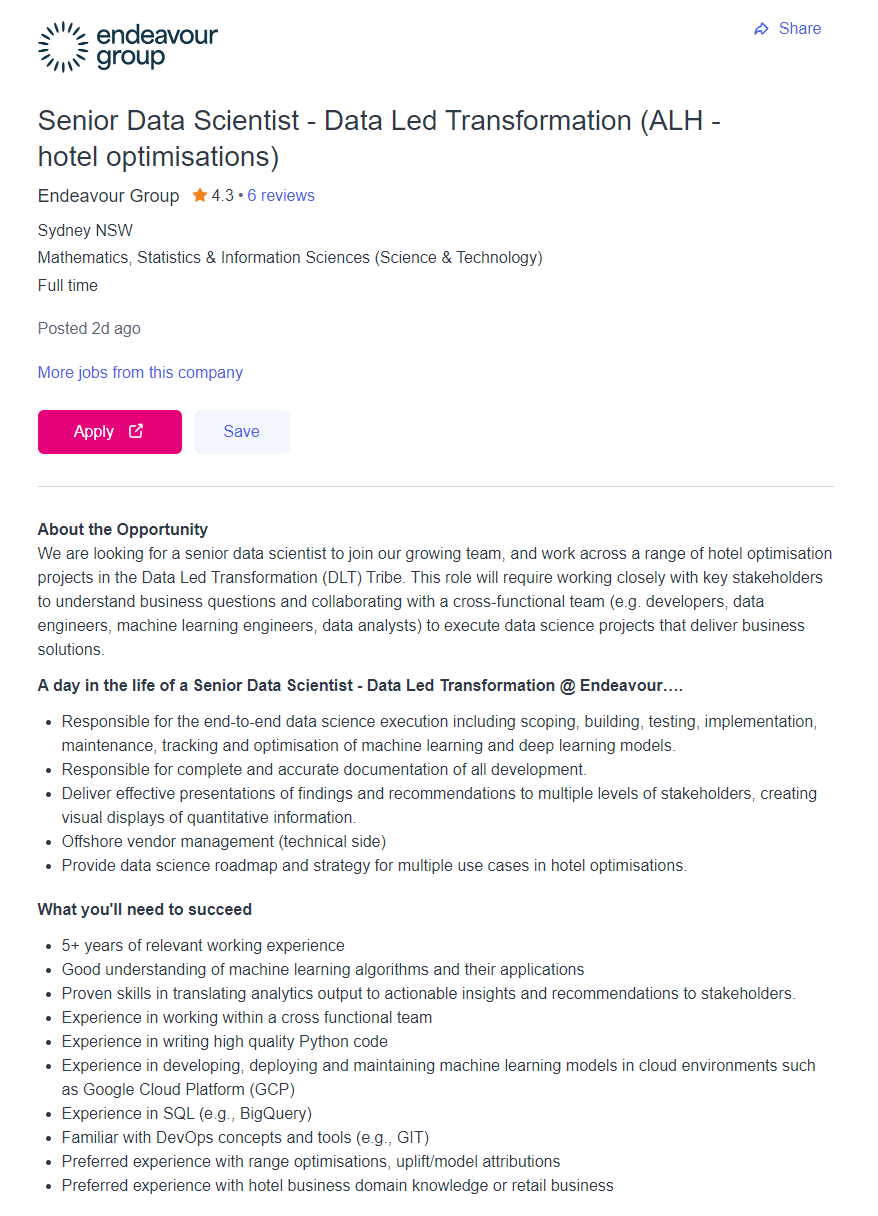 endeavour
group
Share
Senior Data Scientist - Data Led Transformation (ALH -
hotel optimisations)
Endeavour Group 4.3 • 6 reviews
Sydney NSW
Mathematics, Statistics & Information Sciences (Science & Technology)
Full time
Posted 2d ago
More jobs from this company
Apply
Save
About the Opportunity
We are looking for a senior data scientist to join our growing team, and work across a range of hotel optimisation
projects in the Data Led Transformation (DLT) Tribe. This role will require working closely with key stakeholders
to understand business questions and collaborating with a cross-functional team (e.g. developers, data
engineers, machine learning engineers, data analysts) to execute data science projects that deliver business
solutions.
A day in the life of a Senior Data Scientist - Data Led Transformation @ Endeavour….
• Responsible for the end-to-end data science execution including scoping, building, testing, implementation,
maintenance, tracking and optimisation of machine learning and deep learning models.
• Responsible for complete and accurate documentation of all development.
• Deliver effective presentations of findings and recommendations to multiple levels of stakeholders, creating
visual displays of quantitative information.
• Offshore vendor management (technical side)
• Provide data science roadmap and strategy for multiple use cases in hotel optimisations.
What you'll need to succeed
• 5+ years of relevant working experience
• Good understanding of machine learning algorithms and their applications
• Proven skills in translating analytics output to actionable insights and recommendations to stakeholders.
• Experience in working within a cross functional team
• Experience in writing high quality Python code
• Experience in developing, deploying and maintaining machine learning models in cloud environments such
as Google Cloud Platform (GCP)
• Experience in SQL (e.g., BigQuery)
• Familiar with DevOps concepts and tools (e.g., GIT)
• Preferred experience with range optimisations, uplift/model attributions
• Preferred experience with hotel business domain knowledge or retail business